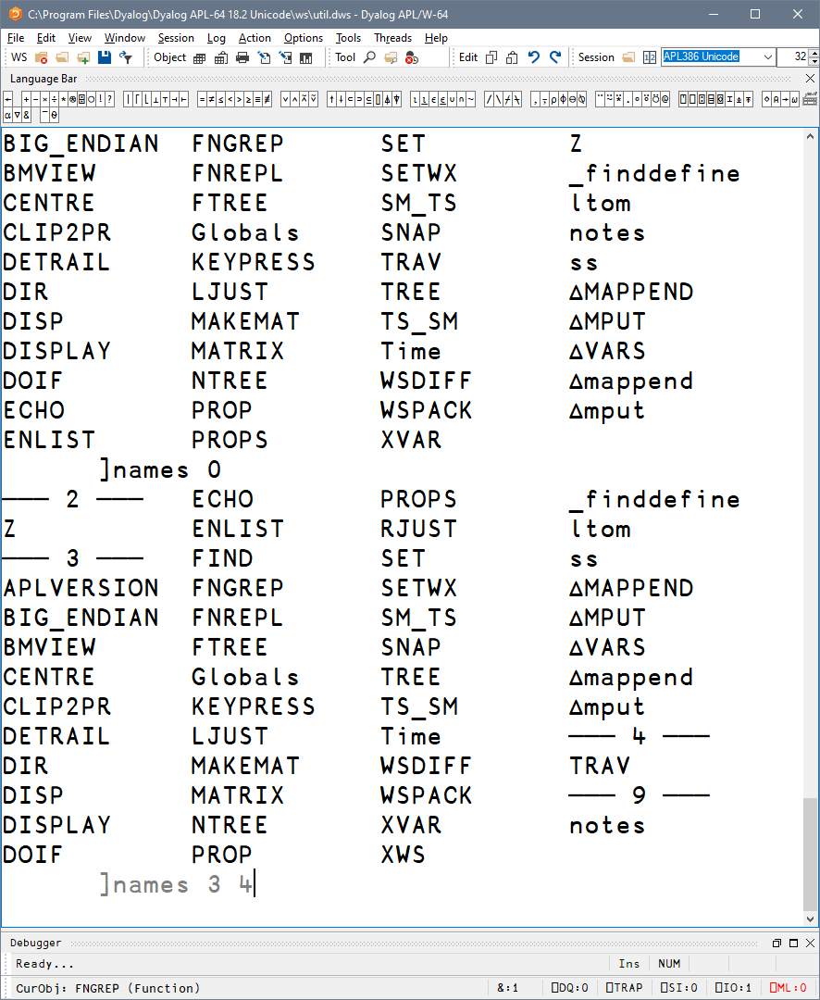 C:\Program Files\Dyalog\Dyalog APL-64 18.2 Unicode\ws\util.dws - Dyalog APL/W-64
File Edit View Window Session Log Action Options Tools Threads Help
WS Object Tool Edit Session APL386 Unicode 32
Language Bar
← + - × ÷ * ⍟ ⌹ ○ ! ? | ⌈ ⌊ ⊥ ⊤ ⊣ ⊢ = ≠ ≤ < > ≥ ≡ ≢ ∨ ∧ ⍲ ⍱ ↑ ↓ ⊂ ⊃ ⊆ ⌷ ⍋ ⍒ ⍳ ⍸ ∊ ⍷ ∪ ∩ ~ / \ ⌿ ⍀ , ⍪ ⍴ ⌽ ⊖ ⍉ ¨ ⍨ ⍣ . ∘ ⍤ ⍥ @ ⍞ ⎕ ⍠ ⌸ ⌺ ⌶ ⍎ ⍕ ⋄ ⍝ → ⍵
⍺ ∇ & ¯ ⍬
BIG_ENDIAN FNGREP SET Z
BMVIEW FNREPL SETWX _finddefine
CENTRE FTREE SM_TS ltom
CLIP2PR Globals SNAP notes
DETRAIL KEYPRESS TRAV ss
DIR LJUST TREE ∆MAPPEND
DISP MAKEMAT TS_SM ∆MPUT
DISPLAY MATRIX Time ∆VARS
DOIF NTREE WSDIFF ∆mappend
ECHO PROP WSPACK ∆mput
ENLIST PROPS XVAR
]names 0
─── 2 ─── ECHO PROPS _finddefine
Z ENLIST RJUST ltom
─── 3 ─── FIND SET ss
APLVERSION FNGREP SETWX ∆MAPPEND
BIG_ENDIAN FNREPL SM_TS ∆MPUT
BMVIEW FTREE SNAP ∆VARS
CENTRE Globals TREE ∆mappend
CLIP2PR KEYPRESS TS_SM ∆mput
DETRAIL LJUST Time ─── 4 ───
DIR MAKEMAT WSDIFF TRAV
DISP MATRIX WSPACK ─── 9 ───
DISPLAY NTREE XVAR notes
DOIF PROP XWS
]names 3 4
Debugger
Ready... Ins NUM
CurObj: FNGREP (Function) &:1 ⎕DQ:0 ⎕TRAP ⎕SI:0 ⎕IO:1 ⎕ML:0